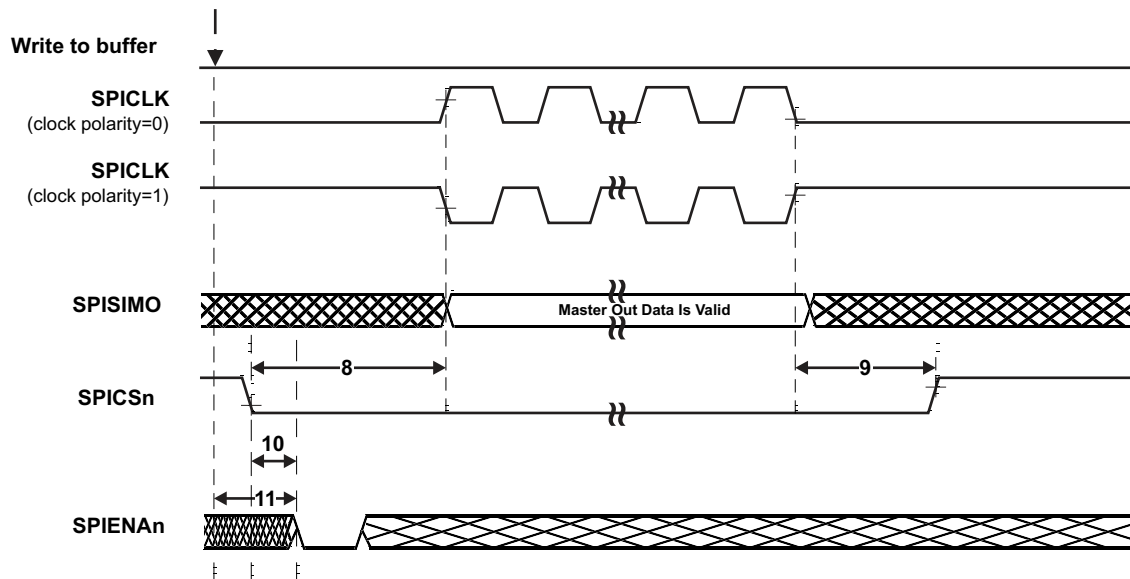 Write to buffer
SPICLK
(clock polarity=0)
SPICLK
(clock polarity=1)
SPISIMO
Master Out Data Is Valid
8
9
SPICSn
10
11
SPIENAn